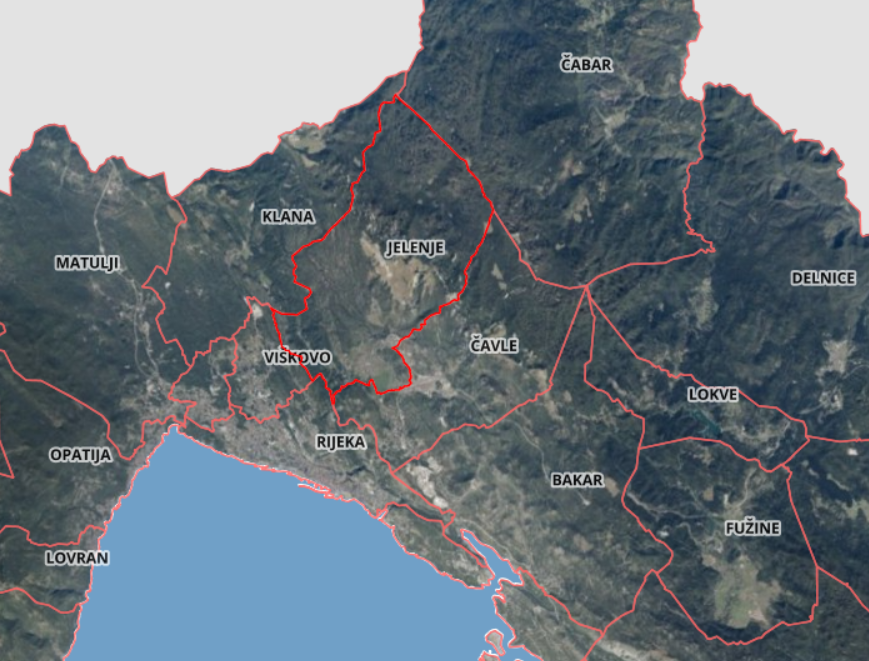 ČABAR
KLANA
JELENJE
MATULJI
DELNICE
ČAVLE
VIŠKOVO
LOKVE
RIJEKA
OPATIJA
BAKAR
FUŽINE
LOVRAN